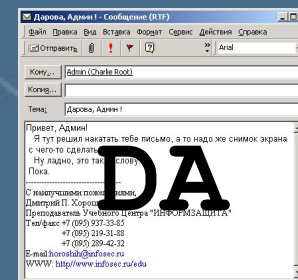 Дарова, Админ ! - Сообщение (RTF)
Файл Правка Вид Вставка Формат Сервис Действия Справка
Отправить Arial
Кому... Admin (Charlie Root)
Копия...
Тема: Дарова, Админ !
Привет, Админ!
Я тут решил накатать тебе письмо, а то надо же снимок экрана
с чего-то сделать
Ну ладно, это так слову
Пока.
С наилучшими пожеланиями,
Дмитрий П.
Преподаватель Учебного Центра "ИНФОРМЗАЩИТА"
Тел/факс +7 (095) 937-33-85
+7 (095) 219-31-88
+7 (095) 289-42-32
E-mail:horoshih@infosec.ru
WWW: http://www.infosec.ru/edu
DA